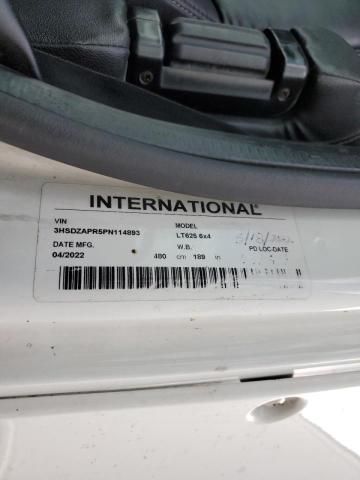 INTERNATIONAL®
VIN
MODEL
3HSDZAPR5PN114893
LT625 6x4
DATE MFG.
W.B.
PD LOC-DATE
04/2022
480 cm 189 in